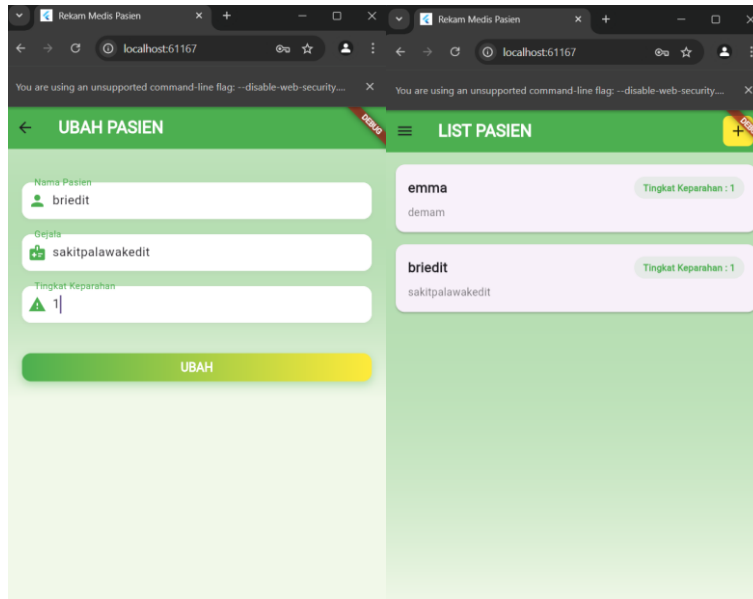 Rekam Medis Pasien
localhost:61167
You are using an unsupported command-line flag: --disable-web-security....
UBAH PASIEN
DEBUG
Nama Pasien
briedit
Gejala
sakitpalawakedit
Tingkat Keparahan
1
UBAH
Rekam Medis Pasien
localhost:61167
You are using an unsupported command-line flag: --disable-web-security....
LIST PASIEN
emma
Tingkat Keparahan : 1
demam
briedit
Tingkat Keparahan : 1
sakitpalawakedit